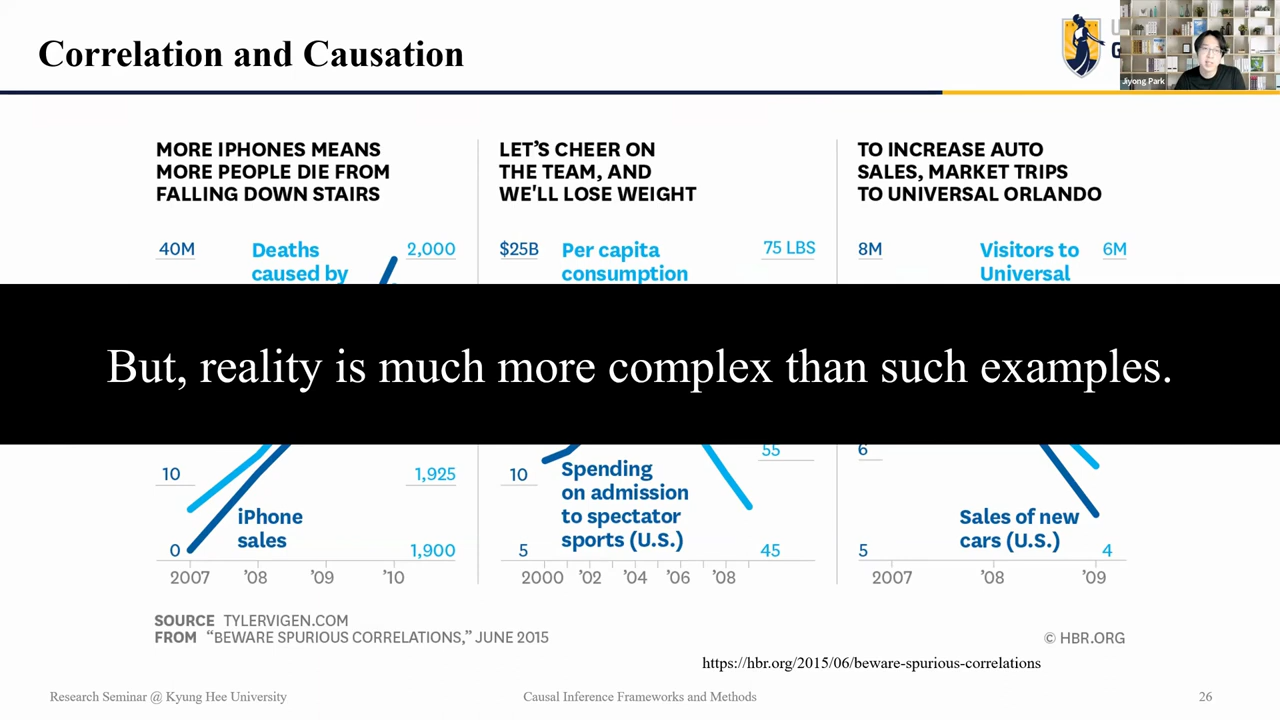 Correlation and Causation
U
G
Jiyong Park
MORE IPHONES MEANS
MORE PEOPLE DIE FROM
FALLING DOWN STAIRS
LET'S CHEER ON
THE TEAM, AND
WE'LL LOSE WEIGHT
TO INCREASE AUTO
SALES, MARKET TRIPS
TO UNIVERSAL ORLANDO
40M
Deaths
caused by
2,000
$25B
Per capita
consumption
75 LBS
8M
Visitors to
Universal
6M
But, reality is much more complex than such examples.
10
1,925
iPhone
sales
0
1,900
10
55
Spending
on admission
to spectator
sports (U.S.)
5
45
6
Sales of new
cars (U.S.)
5
4
2007 '08 '09 '10
2000 '02 '04 '06 '08
2007 '08 '09
SOURCE TYLERVIGEN.COM
FROM “BEWARE SPURIOUS CORRELATIONS,” JUNE 2015
© HBR.ORG
https://hbr.org/2015/06/beware-spurious-correlations
Research Seminar @ Kyung Hee University
Causal Inference Frameworks and Methods
26